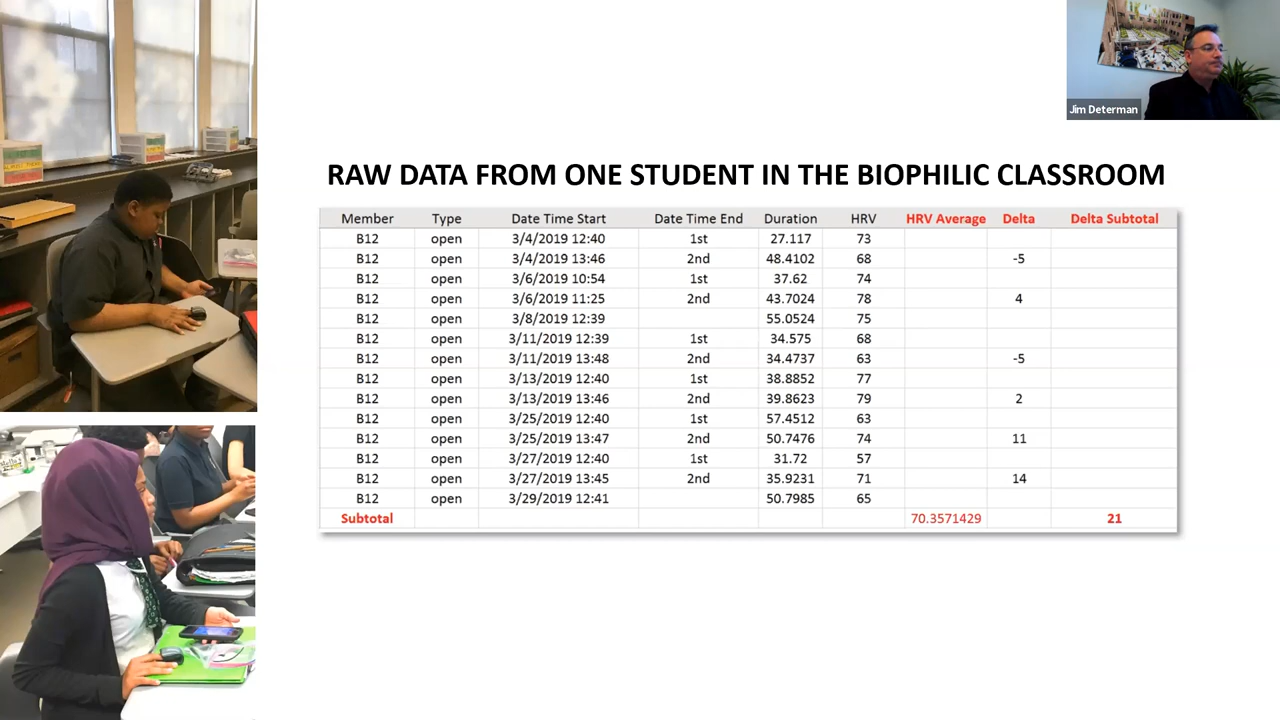 Jim Determan
RAW DATA FROM ONE STUDENT IN THE BIOPHILIC CLASSROOM
Member Type Date Time Start Date Time End Duration HRV HRV Average Delta Delta Subtotal
B12 open 3/4/2019 12:40 1st 27.117 73
B12 open 3/4/2019 13:46 2nd 48.4102 68 -5
B12 open 3/6/2019 10:54 1st 37.62 74
B12 open 3/6/2019 11:25 2nd 43.7024 78 4
B12 open 3/8/2019 12:39 55.0524 75
B12 open 3/11/2019 12:39 1st 34.575 68
B12 open 3/11/2019 13:48 2nd 34.4737 63 -5
B12 open 3/13/2019 12:40 1st 38.8852 77
B12 open 3/13/2019 13:46 2nd 39.8623 79 2
B12 open 3/25/2019 12:40 1st 57.4512 63
B12 open 3/25/2019 13:47 2nd 50.7476 74 11
B12 open 3/27/2019 12:40 1st 31.72 57
B12 open 3/27/2019 13:45 2nd 35.9231 71 14
B12 open 3/29/2019 12:41 50.7985 65
Subtotal 70.3571429 21